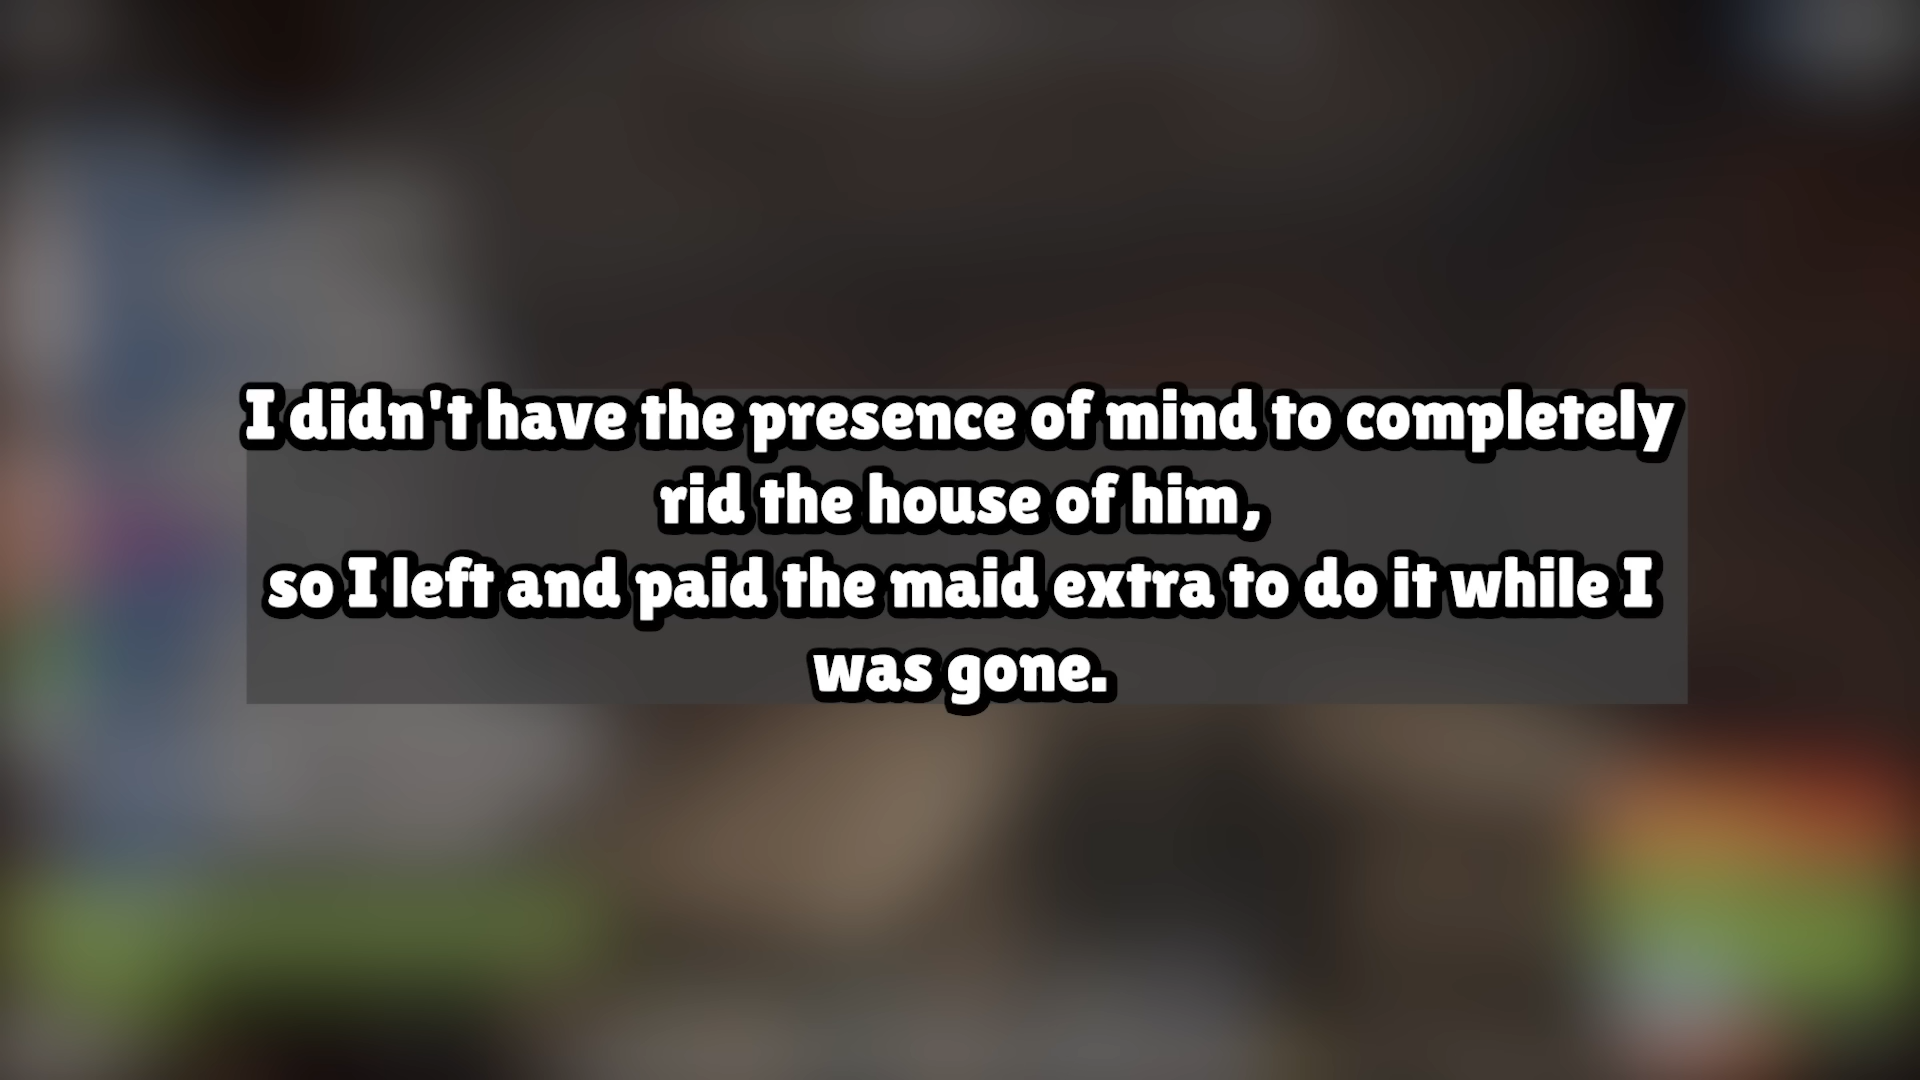 I didn't have the presence of mind to completely
rid the house of him,
so I left and paid the maid extra to do it while I
was gone.